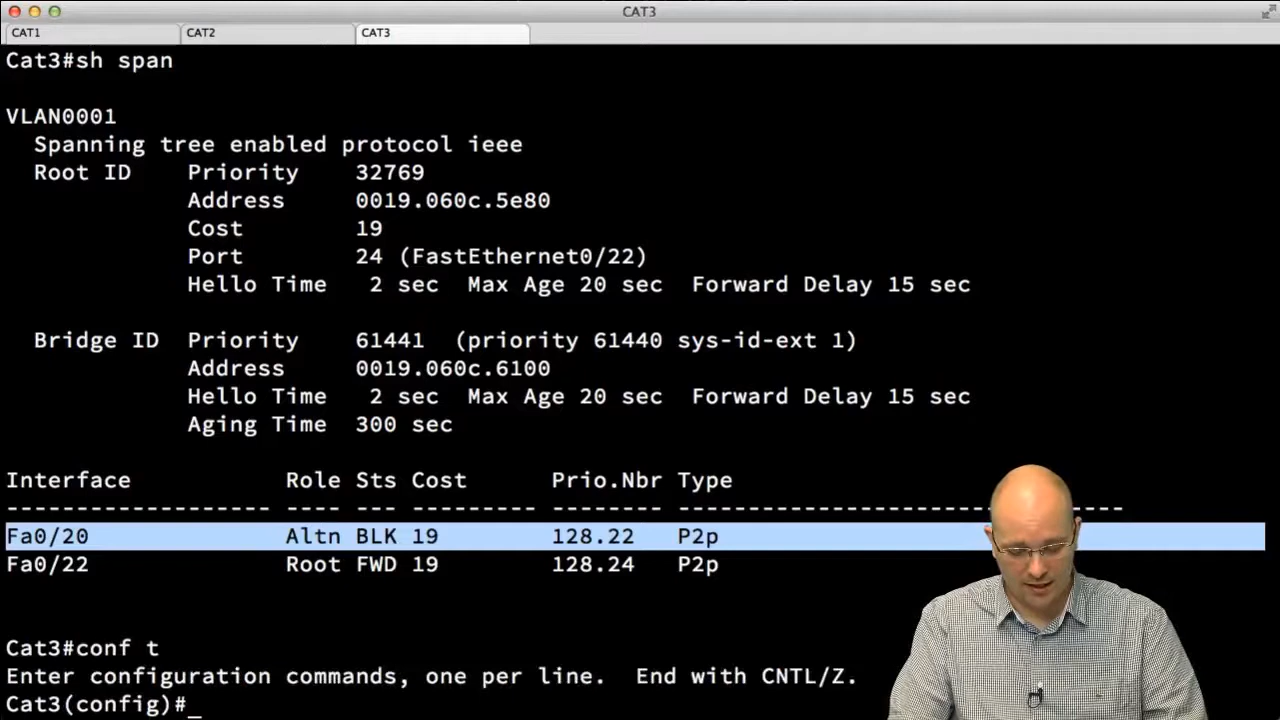 CAT3
CAT1 CAT2 CAT3
Cat3#sh span
VLAN0001
Spanning tree enabled protocol ieee
Root ID Priority 32769
Address 0019.060c.5e80
Cost 19
Port 24 (FastEthernet0/22)
Hello Time 2 sec Max Age 20 sec Forward Delay 15 sec
Bridge ID Priority 61441 (priority 61440 sys-id-ext 1)
Address 0019.060c.6100
Hello Time 2 sec Max Age 20 sec Forward Delay 15 sec
Aging Time 300 sec
Interface Role Sts Cost Prio.Nbr Type
------------------- ---- --- --------- -------- --------------------------------
Fa0/20 Altn BLK 19 128.22 P2p
Fa0/22 Root FWD 19 128.24 P2p
Cat3#conf t
Enter configuration commands, one per line. End with CNTL/Z.
Cat3(config)#_